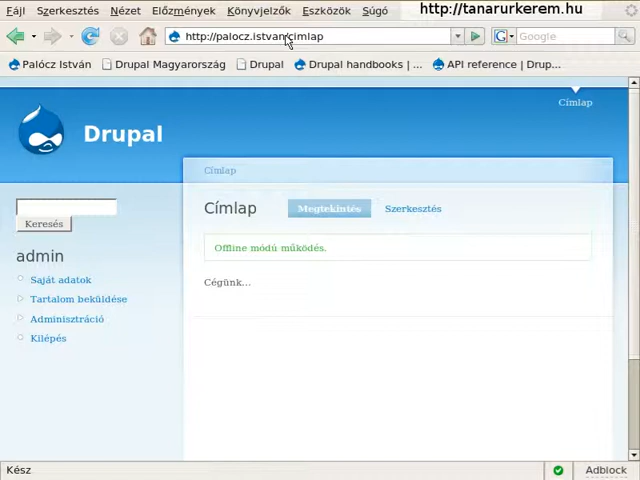 Fájl Szerkesztés Nézet Előzmények Könyvjelzők Eszközök Súgó http://tanarurkerem.hu
http://palocz.istvan/cimlap Google
Palócz István Drupal Magyarország Drupal Drupal handbooks | ... API reference | Drup...
Címlap
Drupal
Címlap
Címlap Megtekintés Szerkesztés
Keresés
Offline módú működés.
admin
Cégünk...
Saját adatok
Tartalom beküldése
Adminisztráció
Kilépés
Kész Adblock